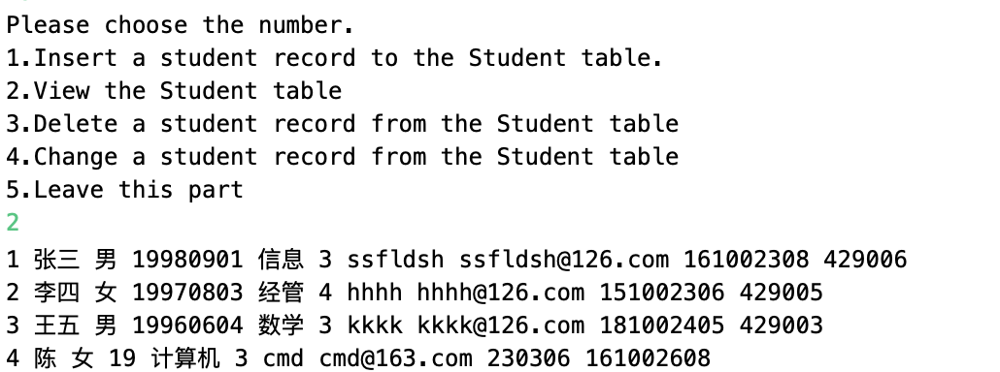 Please choose the number.
1.Insert a student record to the Student table.
2.View the Student table
3.Delete a student record from the Student table
4.Change a student record from the Student table
5.Leave this part
2
1 张三 男 19980901 信息 3 ssfldsh ssfldsh@126.com 161002308 429006
2 李四 女 19970803 经管 4 hhhh hhhh@126.com 151002306 429005
3 王五 男 19960604 数学 3 kkkk kkkk@126.com 181002405 429003
4 陈 女 19 计算机 3 cmd cmd@163.com 230306 161002608